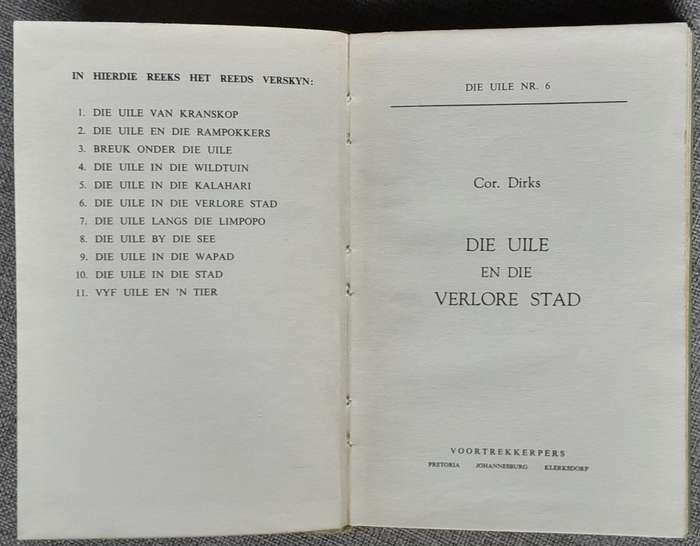 IN HIERDIE REEKS HET REEDS VERSKYN:
1. DIE UILE VAN KRANSKOP
2. DIE UILE EN DIE RAMPOKKERS
3. BREUK ONDER DIE UILE
4. DIE UILE IN DIE WILDTUIN
5. DIE UILE IN DIE KALAHARI
6. DIE UILE IN DIE VERLORE STAD
7. DIE UILE LANGS DIE LIMPOPO
8. DIE UILE BY DIE SEE
9. DIE UILE IN DIE WAPAD
10. DIE UILE IN DIE STAD
11. VYF UILE EN 'N TIER
DIE UILE NR. 6
Cor. Dirks
DIE UILE
EN DIE
VERLORE STAD
VOORTREKKERPERS
PRETORIA JOHANNESBURG KLERKSDORP